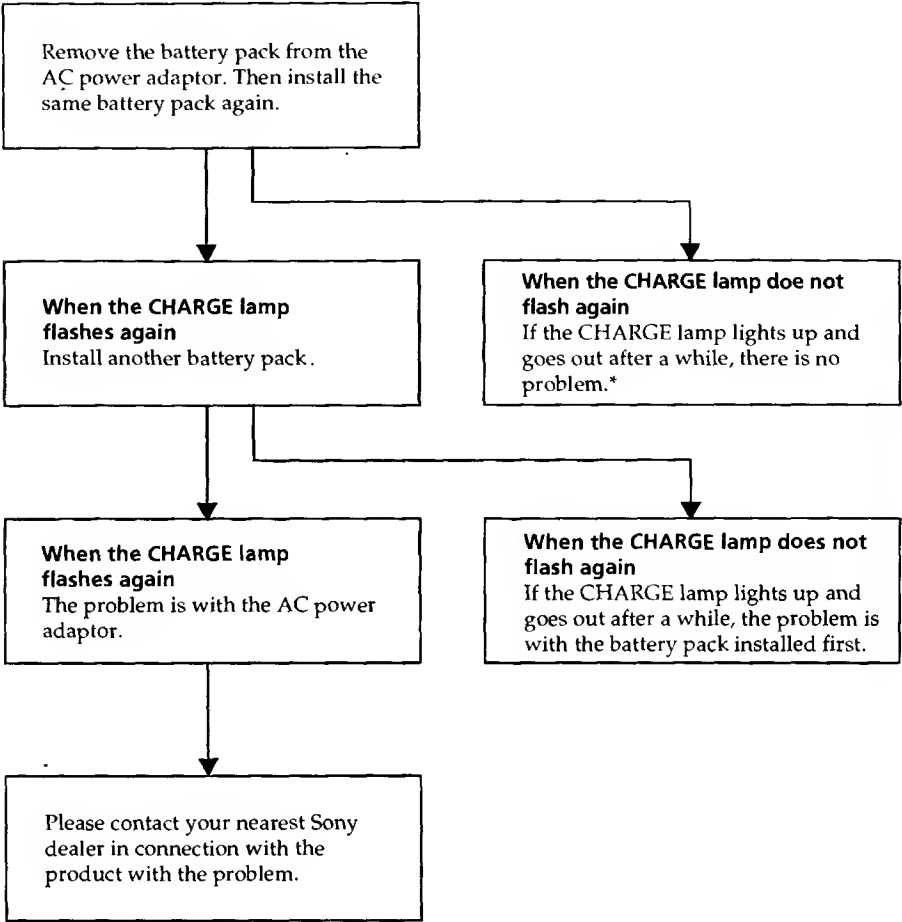 Remove the battery pack from the
AC power adaptor. Then install the
same battery pack again.
When the CHARGE lamp
flashes again
Install another battery pack.
When the CHARGE lamp doe not
flash again
If the CHARGE lamp lights up and
goes out after a while, there is no
problem.*
When the CHARGE lamp
flashes again
The problem is with the AC power
adaptor.
When the CHARGE lamp does not
flash again
If the CHARGE lamp lights up and
goes out after a while, the problem is
with the battery pack installed first.
Please contact your nearest Sony
dealer in connection with the
product with the problem.